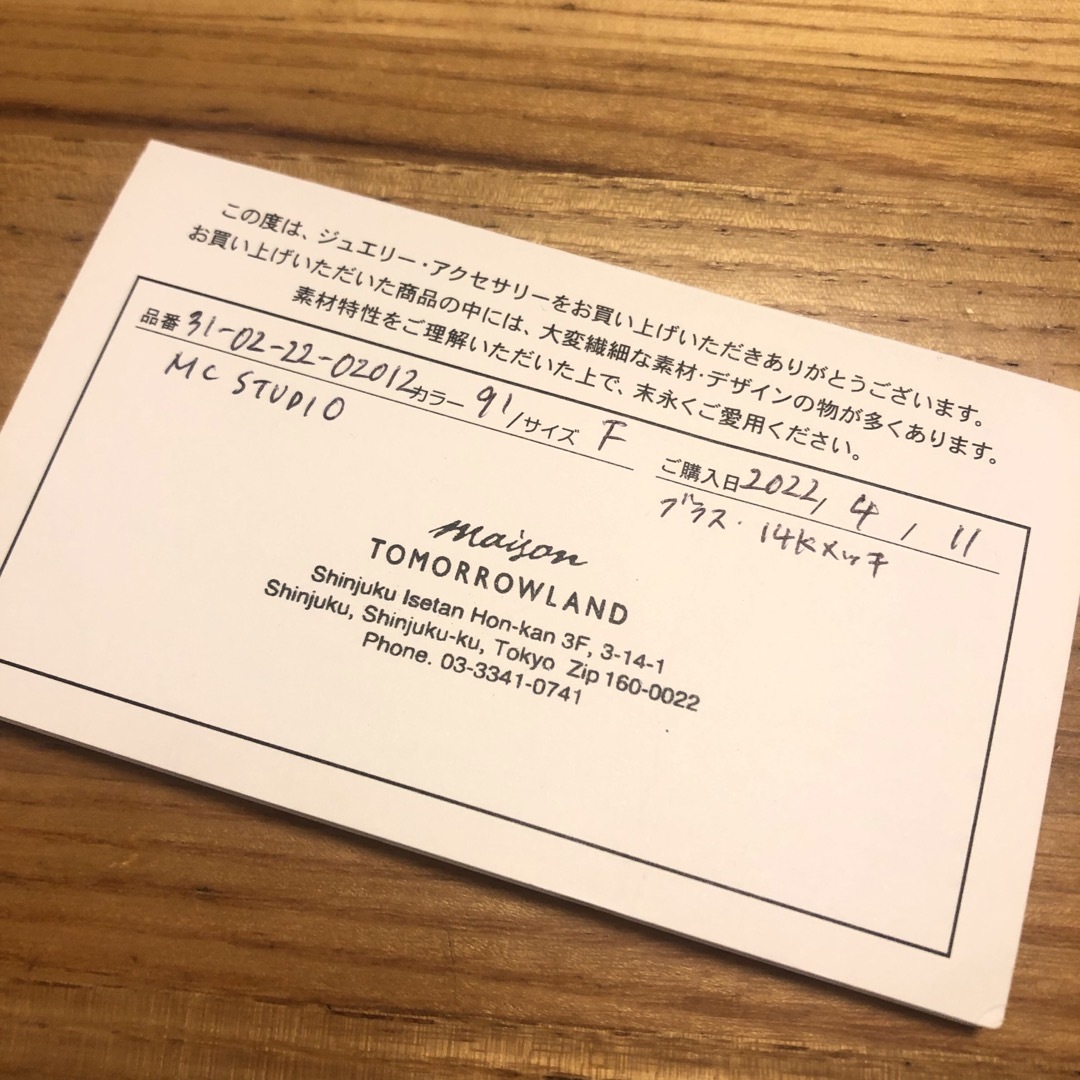 この度は、ジュエリー・アクセサリーをお買い上げいただきありがとうございます。
お買い上げいただいた商品の中には、大変繊細な素材・デザインの物が多くあります。
素材特性をご理解いただいた上で、末永くご愛用ください。
品番 31-02-22-02012 カラー 91 /サイズ F ご購入日 2022, 4, 11
MC STUDIO ブラス・14Kメッキ
maison
TOMORROWLAND
Shinjuku Isetan Hon-kan 3F, 3-14-1
Shinjuku, Shinjuku-ku, Tokyo Zip 160-0022
Phone. 03-3341-0741